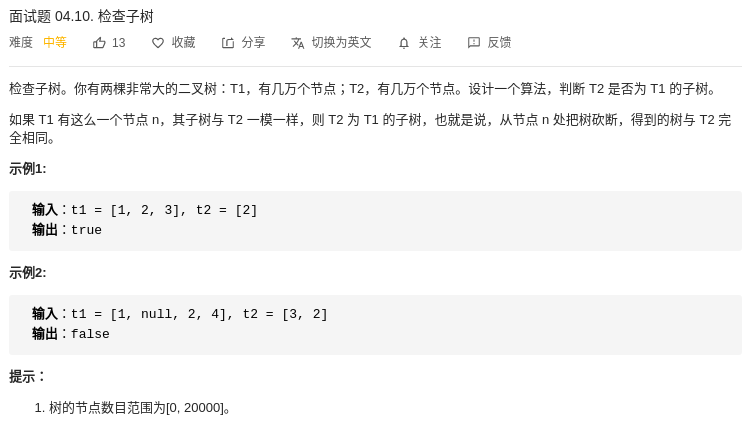 面试题 04.10. 检查子树
难度 中等 13 收藏 分享 切换为英文 关注 反馈
检查子树。你有两棵非常大的二叉树：T1，有几万个节点；T2，有几万个节点。设计一个算法，判断 T2 是否为 T1 的子树。
如果 T1 有这么一个节点 n，其子树与 T2 一模一样，则 T2 为 T1 的子树，也就是说，从节点 n 处把树砍断，得到的树与 T2 完
全相同。
示例1:
输入：t1 = [1, 2, 3], t2 = [2]
输出：true
示例2:
输入：t1 = [1, null, 2, 4], t2 = [3, 2]
输出：false
提示：
1. 树的节点数目范围为[0, 20000]。